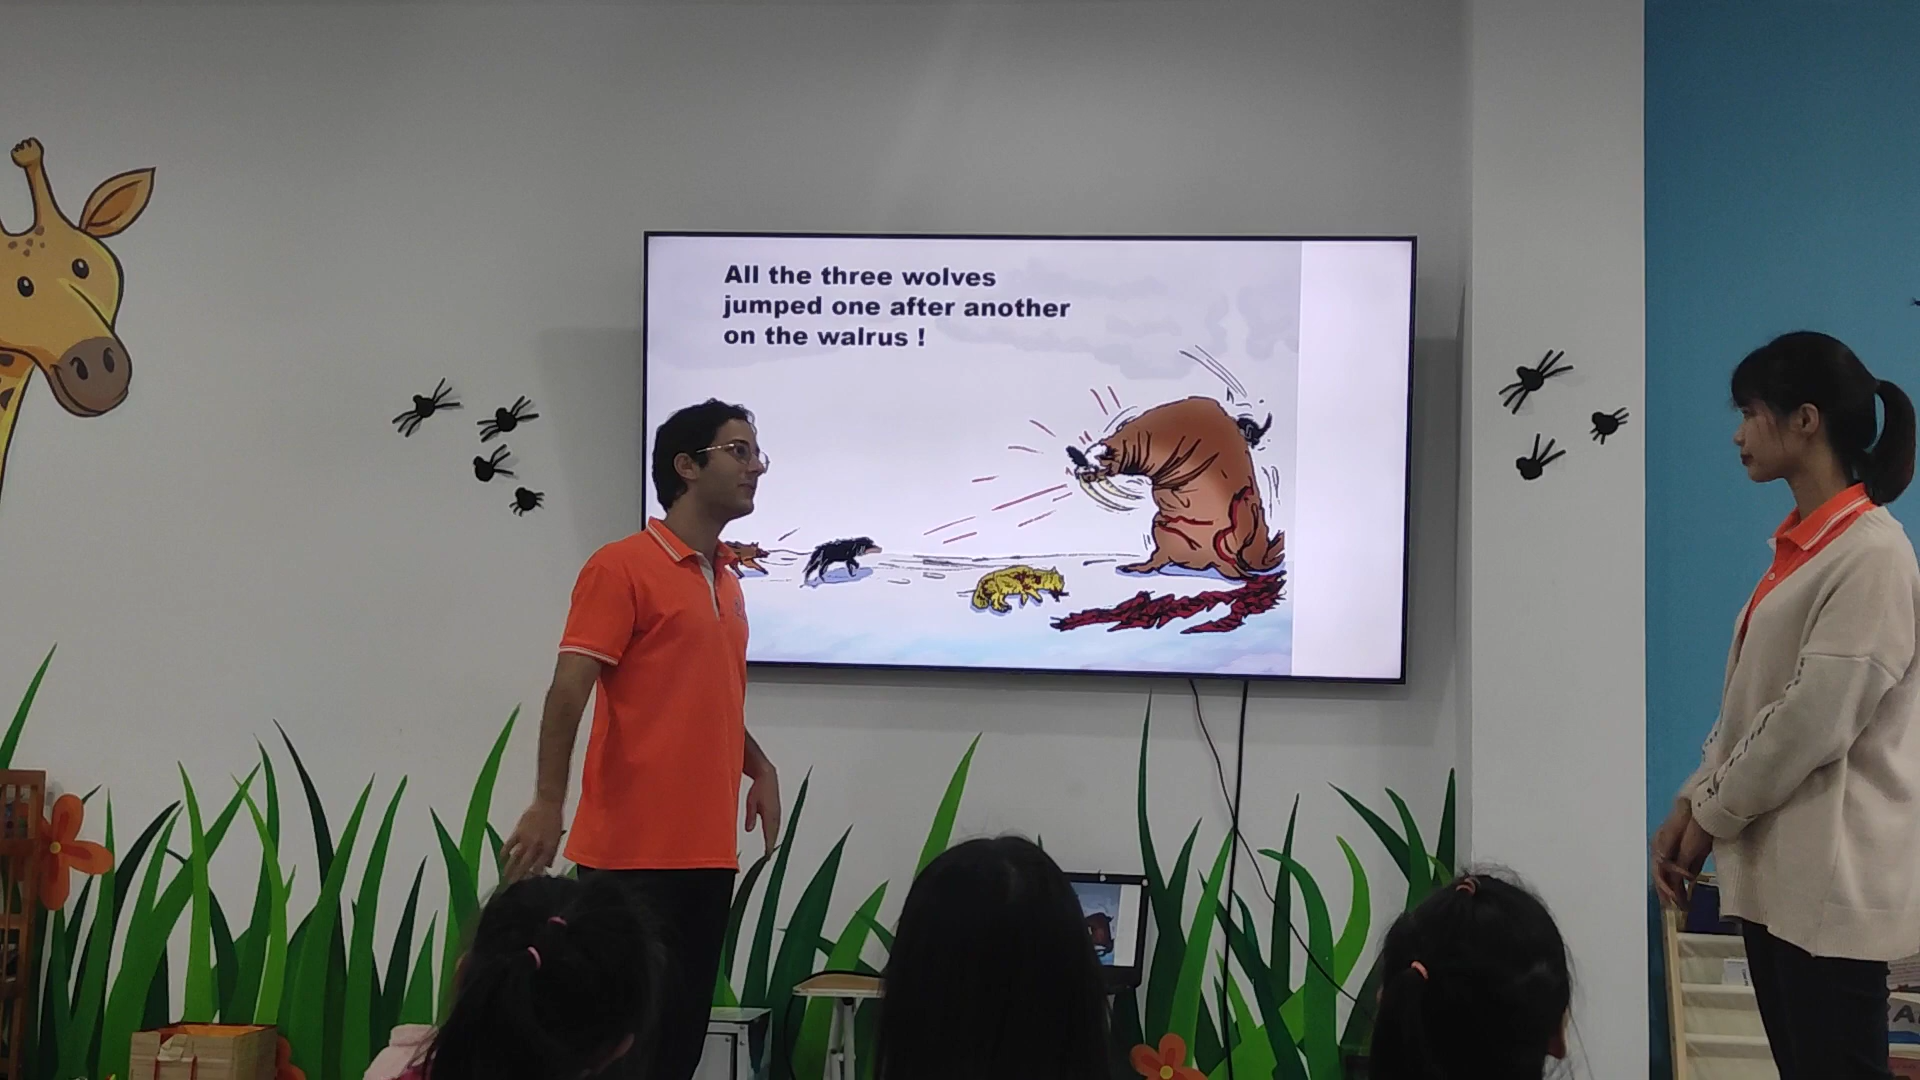 All the three wolves
jumped one after another
on the walrus !